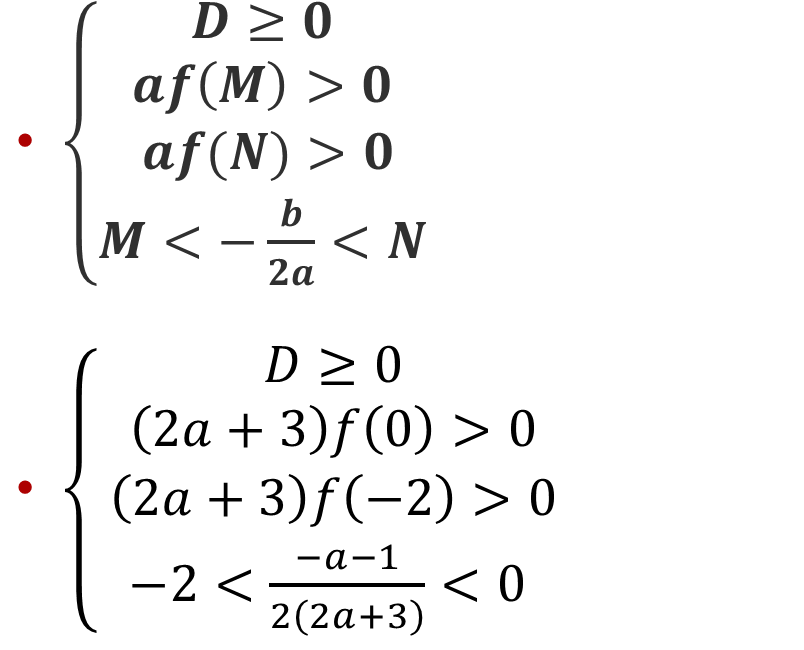 • D ≥ 0
af(M) > 0
af(N) > 0
M < − b/2a < N
• D ≥ 0
(2a + 3)f(0) > 0
(2a + 3)f(−2) > 0
−2 < −a−1/2(2a+3) < 0